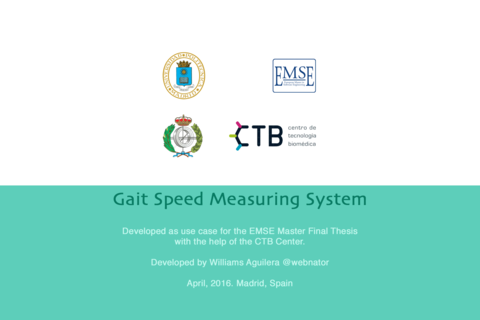 EMSE
CTB
centro de
tecnología
biomédica
Gait Speed Measuring System
Developed as use case for the EMSE Master Final Thesis
with the help of the CTB Center.
Developed by Williams Aguilera @webnator
April, 2016. Madrid, Spain